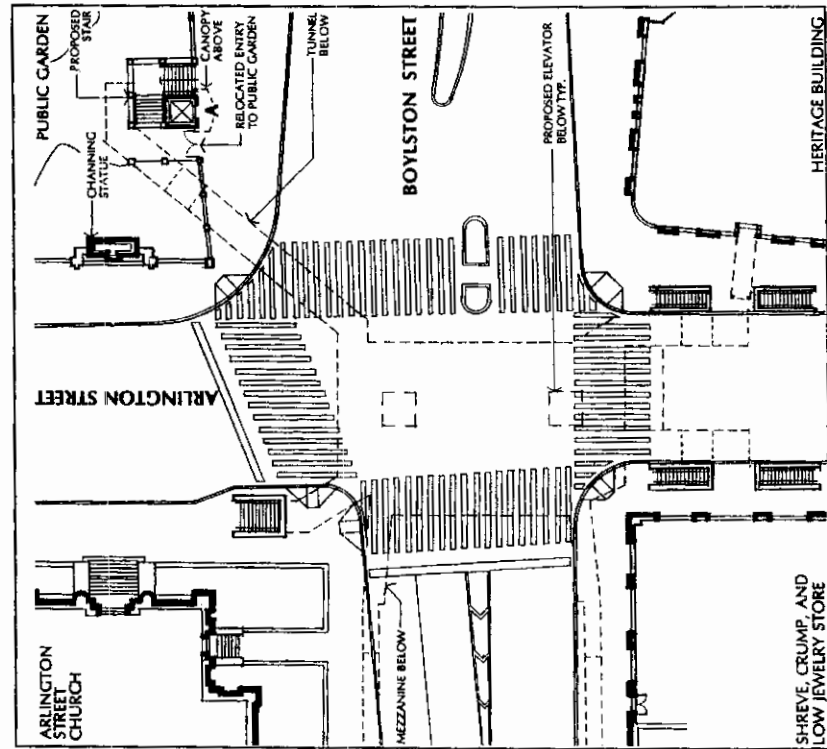 PUBLIC GARDEN
PROPOSED
STAIR
CANOPY
ABOVE
A
RELOCATED ENTRY
TO PUBLIC GARDEN
TUNNEL
BELOW
CHANNING
STATUE
BOYLSTON STREET
PROPOSED ELEVATOR
BELOW TYP.
HERITAGE BUILDING
ARLINGTON STREET
ARLINGTON
STREET
CHURCH
MEZZANINE BELOW
SHREVE, CRUMP, AND
LOW JEWELRY STORE